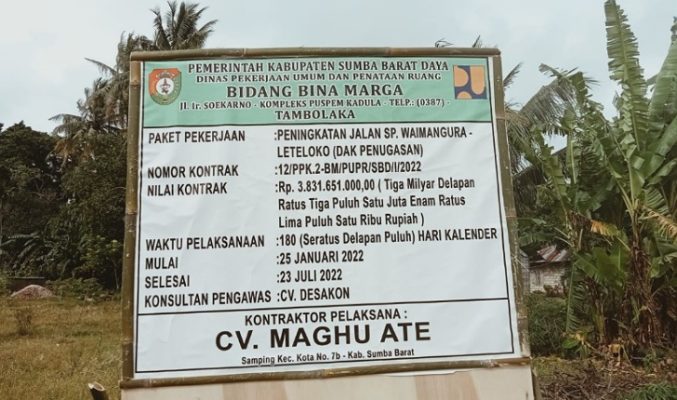 PEMERINTAH KABUPATEN SUMBA BARAT DAYA
DINAS PEKERJAAN UMUM DAN PENATAAN RUANG
BIDANG BINA MARGA
Jl. Ir. SOEKARNO - KOMPLEKS PUSPEM KADULA - TELP.: (0387) -
TAMBOLAKA
PAKET PEKERJAAN :PENINGKATAN JALAN SP. WAIMANGURA -
LETELOKO (DAK PENUGASAN)
NOMOR KONTRAK :12/PPK.2-BM/PUPR/SBD/I/2022
NILAI KONTRAK :Rp. 3.831.651.000,00 ( Tiga Milyar Delapan
Ratus Tiga Puluh Satu Juta Enam Ratus
Lima Puluh Satu Ribu Rupiah )
WAKTU PELAKSANAAN :180 (Seratus Delapan Puluh) HARI KALENDER
MULAI :25 JANUARI 2022
SELESAI :23 JULI 2022
KONSULTAN PENGAWAS :CV. DESAKON
KONTRAKTOR PELAKSANA :
CV. MAGHU ATE
Samping Kec. Kota No. 7b - Kab. Sumba Barat